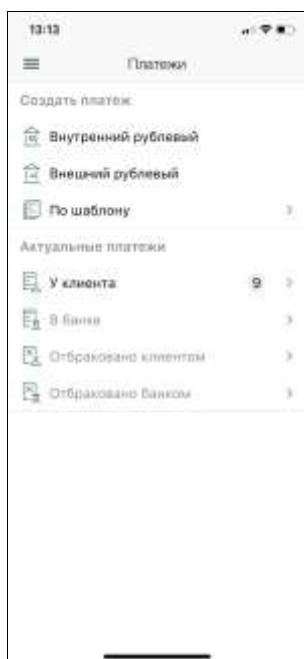 13:13
Платежи
Создать платеж
Внутренний рублевый
Внешний рублевый
По шаблону
Актуальные платежи
У клиента 9
В банке
Отбраковано клиентом
Отбраковано банком